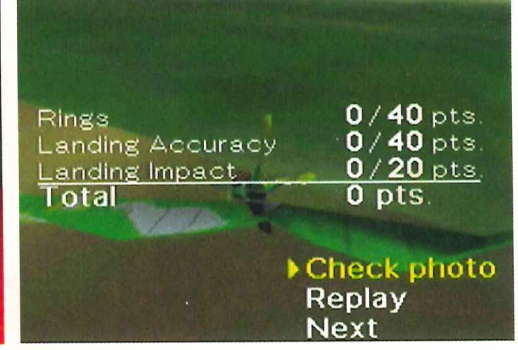 Rings 0/40 pts.
Landing Accuracy 0/40 pts.
Landing Impact 0/20 pts.
Total 0 pts.
Check photo
Replay
Next